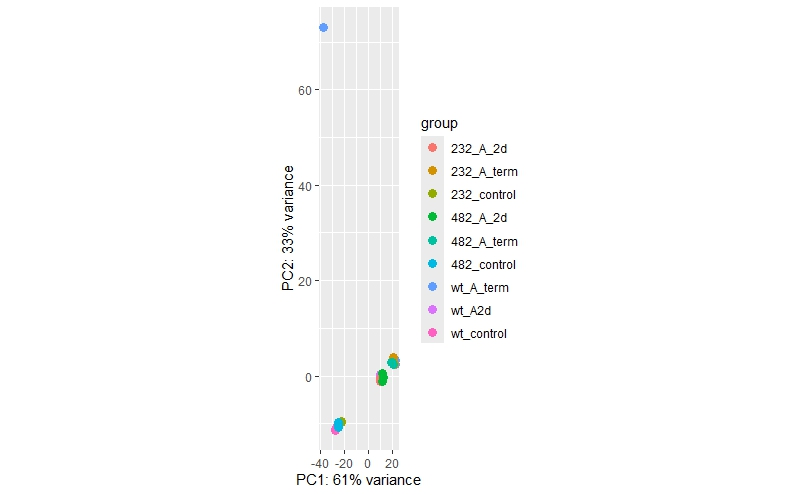 60
40
20
0
PC2: 33% variance
-40 -20 0 20
PC1: 61% variance
group
232_A_2d
232_A_term
232_control
482_A_2d
482_A_term
482_control
wt_A_term
wt_A2d
wt_control